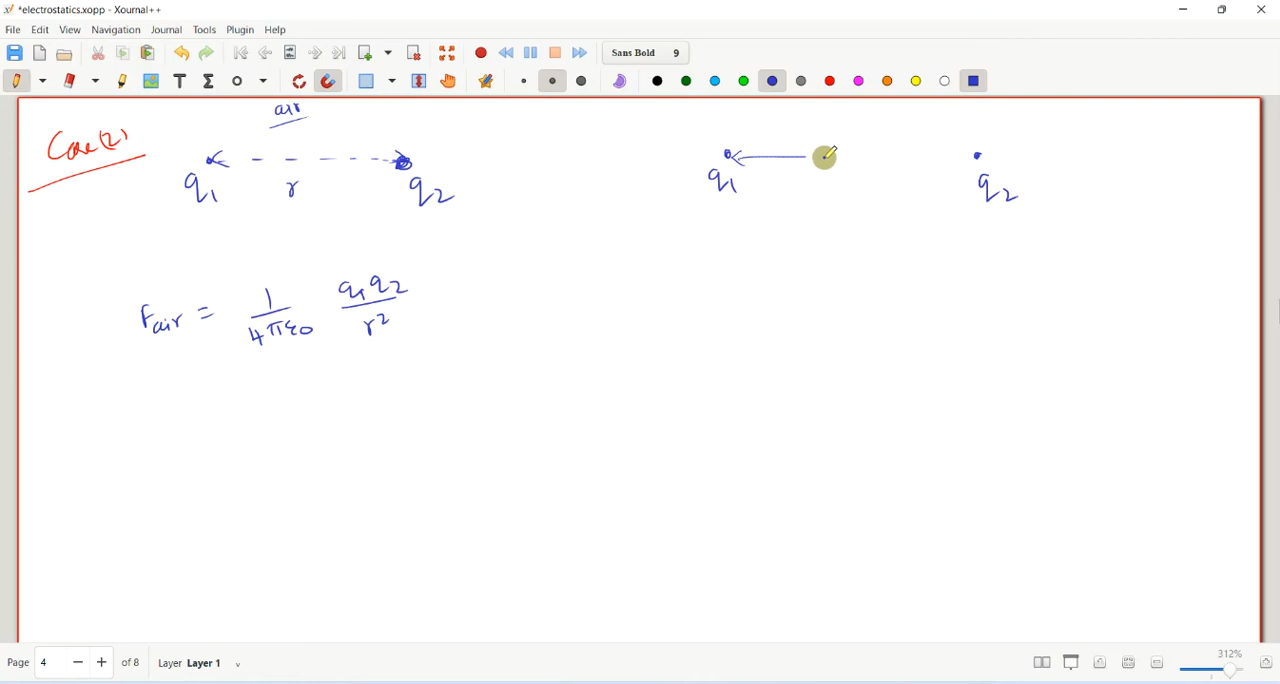 *electrostatics.xopp - Xournal++
File Edit View Navigation Journal Tools Plugin Help
Sans Bold 9
Case (2)
air
q1 r q2
q1 q2
Fair = 1/4πε0 q1q2/r²
Page 4 of 8 Layer Layer 1 312%